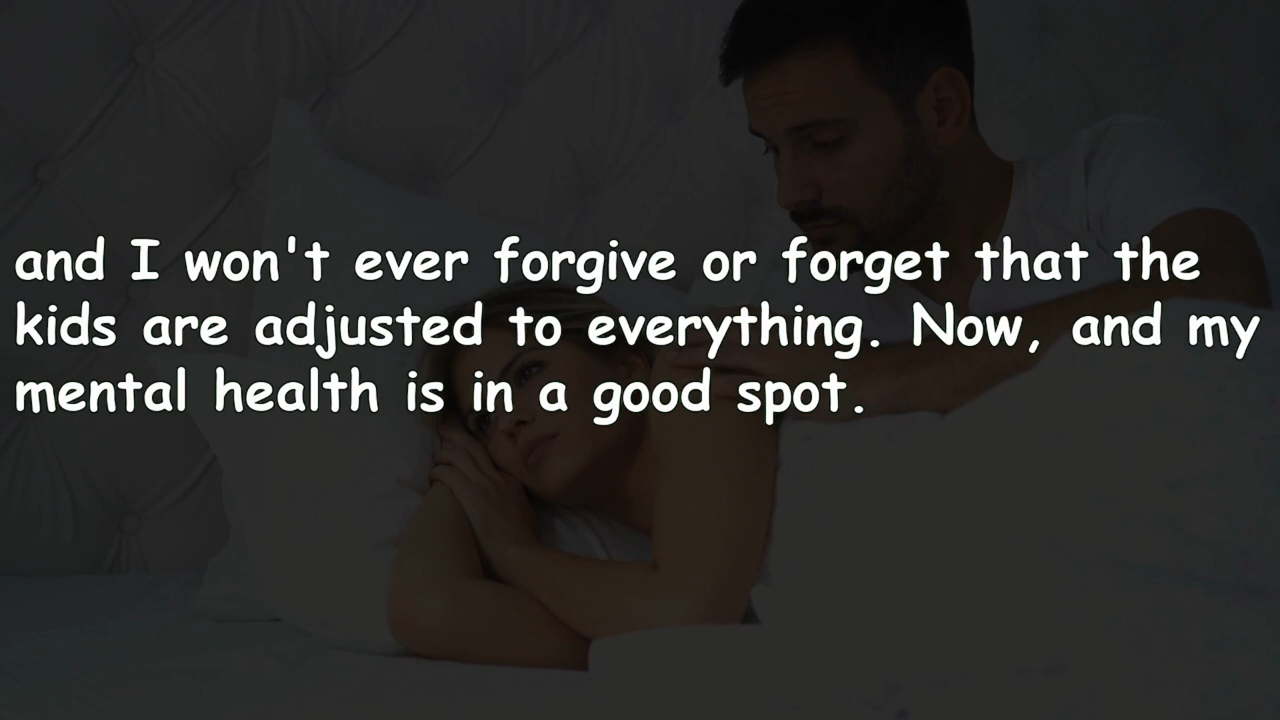 and I won't ever forgive or forget that the
kids are adjusted to everything. Now, and my
mental health is in a good spot.